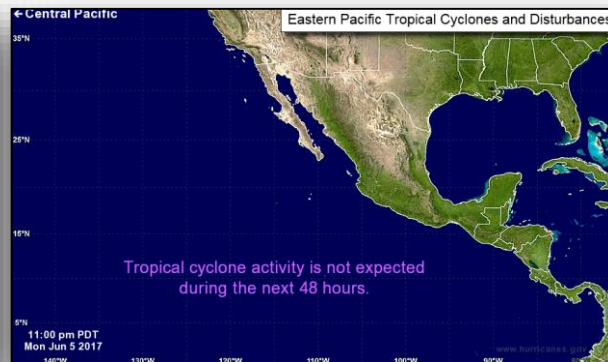 ←Central Pacific
Eastern Pacific Tropical Cyclones and Disturbances
35°N
25°N
15°N
Tropical cyclone activity is not expected
during the next 48 hours.
5°N
11:00 pm PDT
Mon Jun 5 2017
www.hurricanes.gov
140°W
130°W
120°W
110°W
100°W
90°W
80°W